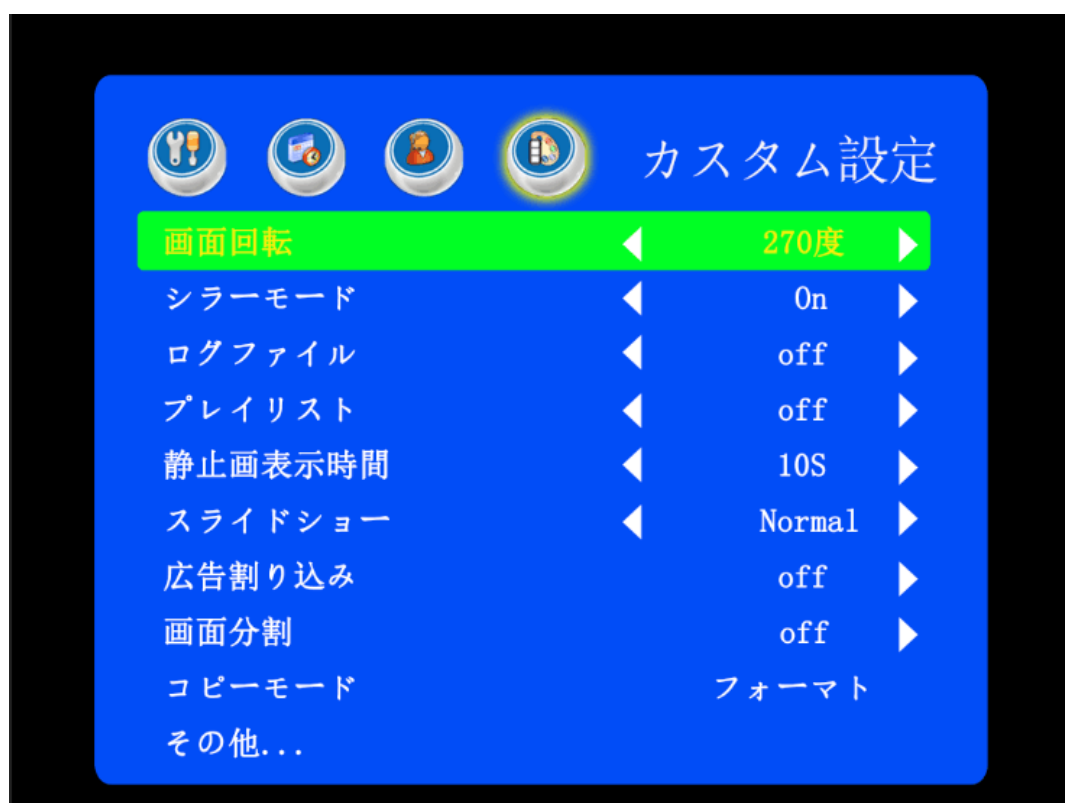 カスタム設定
画面回転 270度
シラーモード On
ログファイル off
プレイリスト off
静止画表示時間 10S
スライドショー Normal
広告割り込み off
画面分割 off
コピーモード フォーマト
その他...